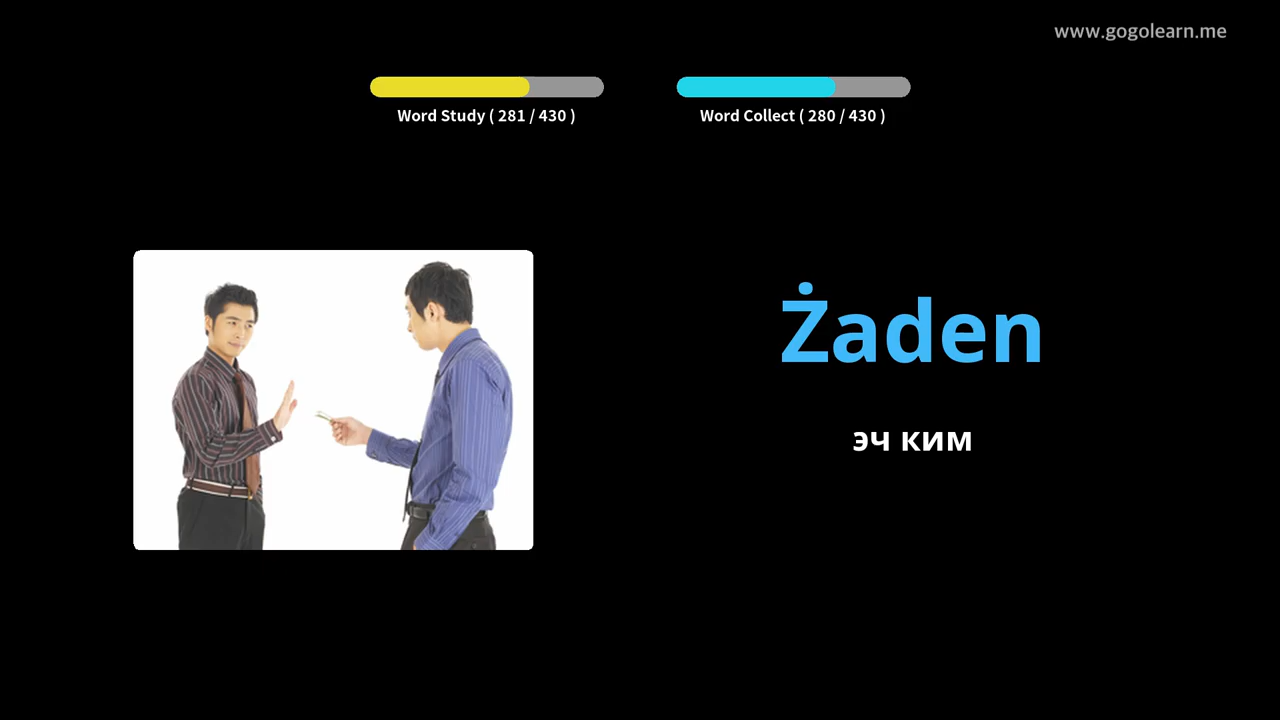 www.gogolearn.me
Word Study ( 281 / 430 )
Word Collect ( 280 / 430 )
Żaden
эч ким